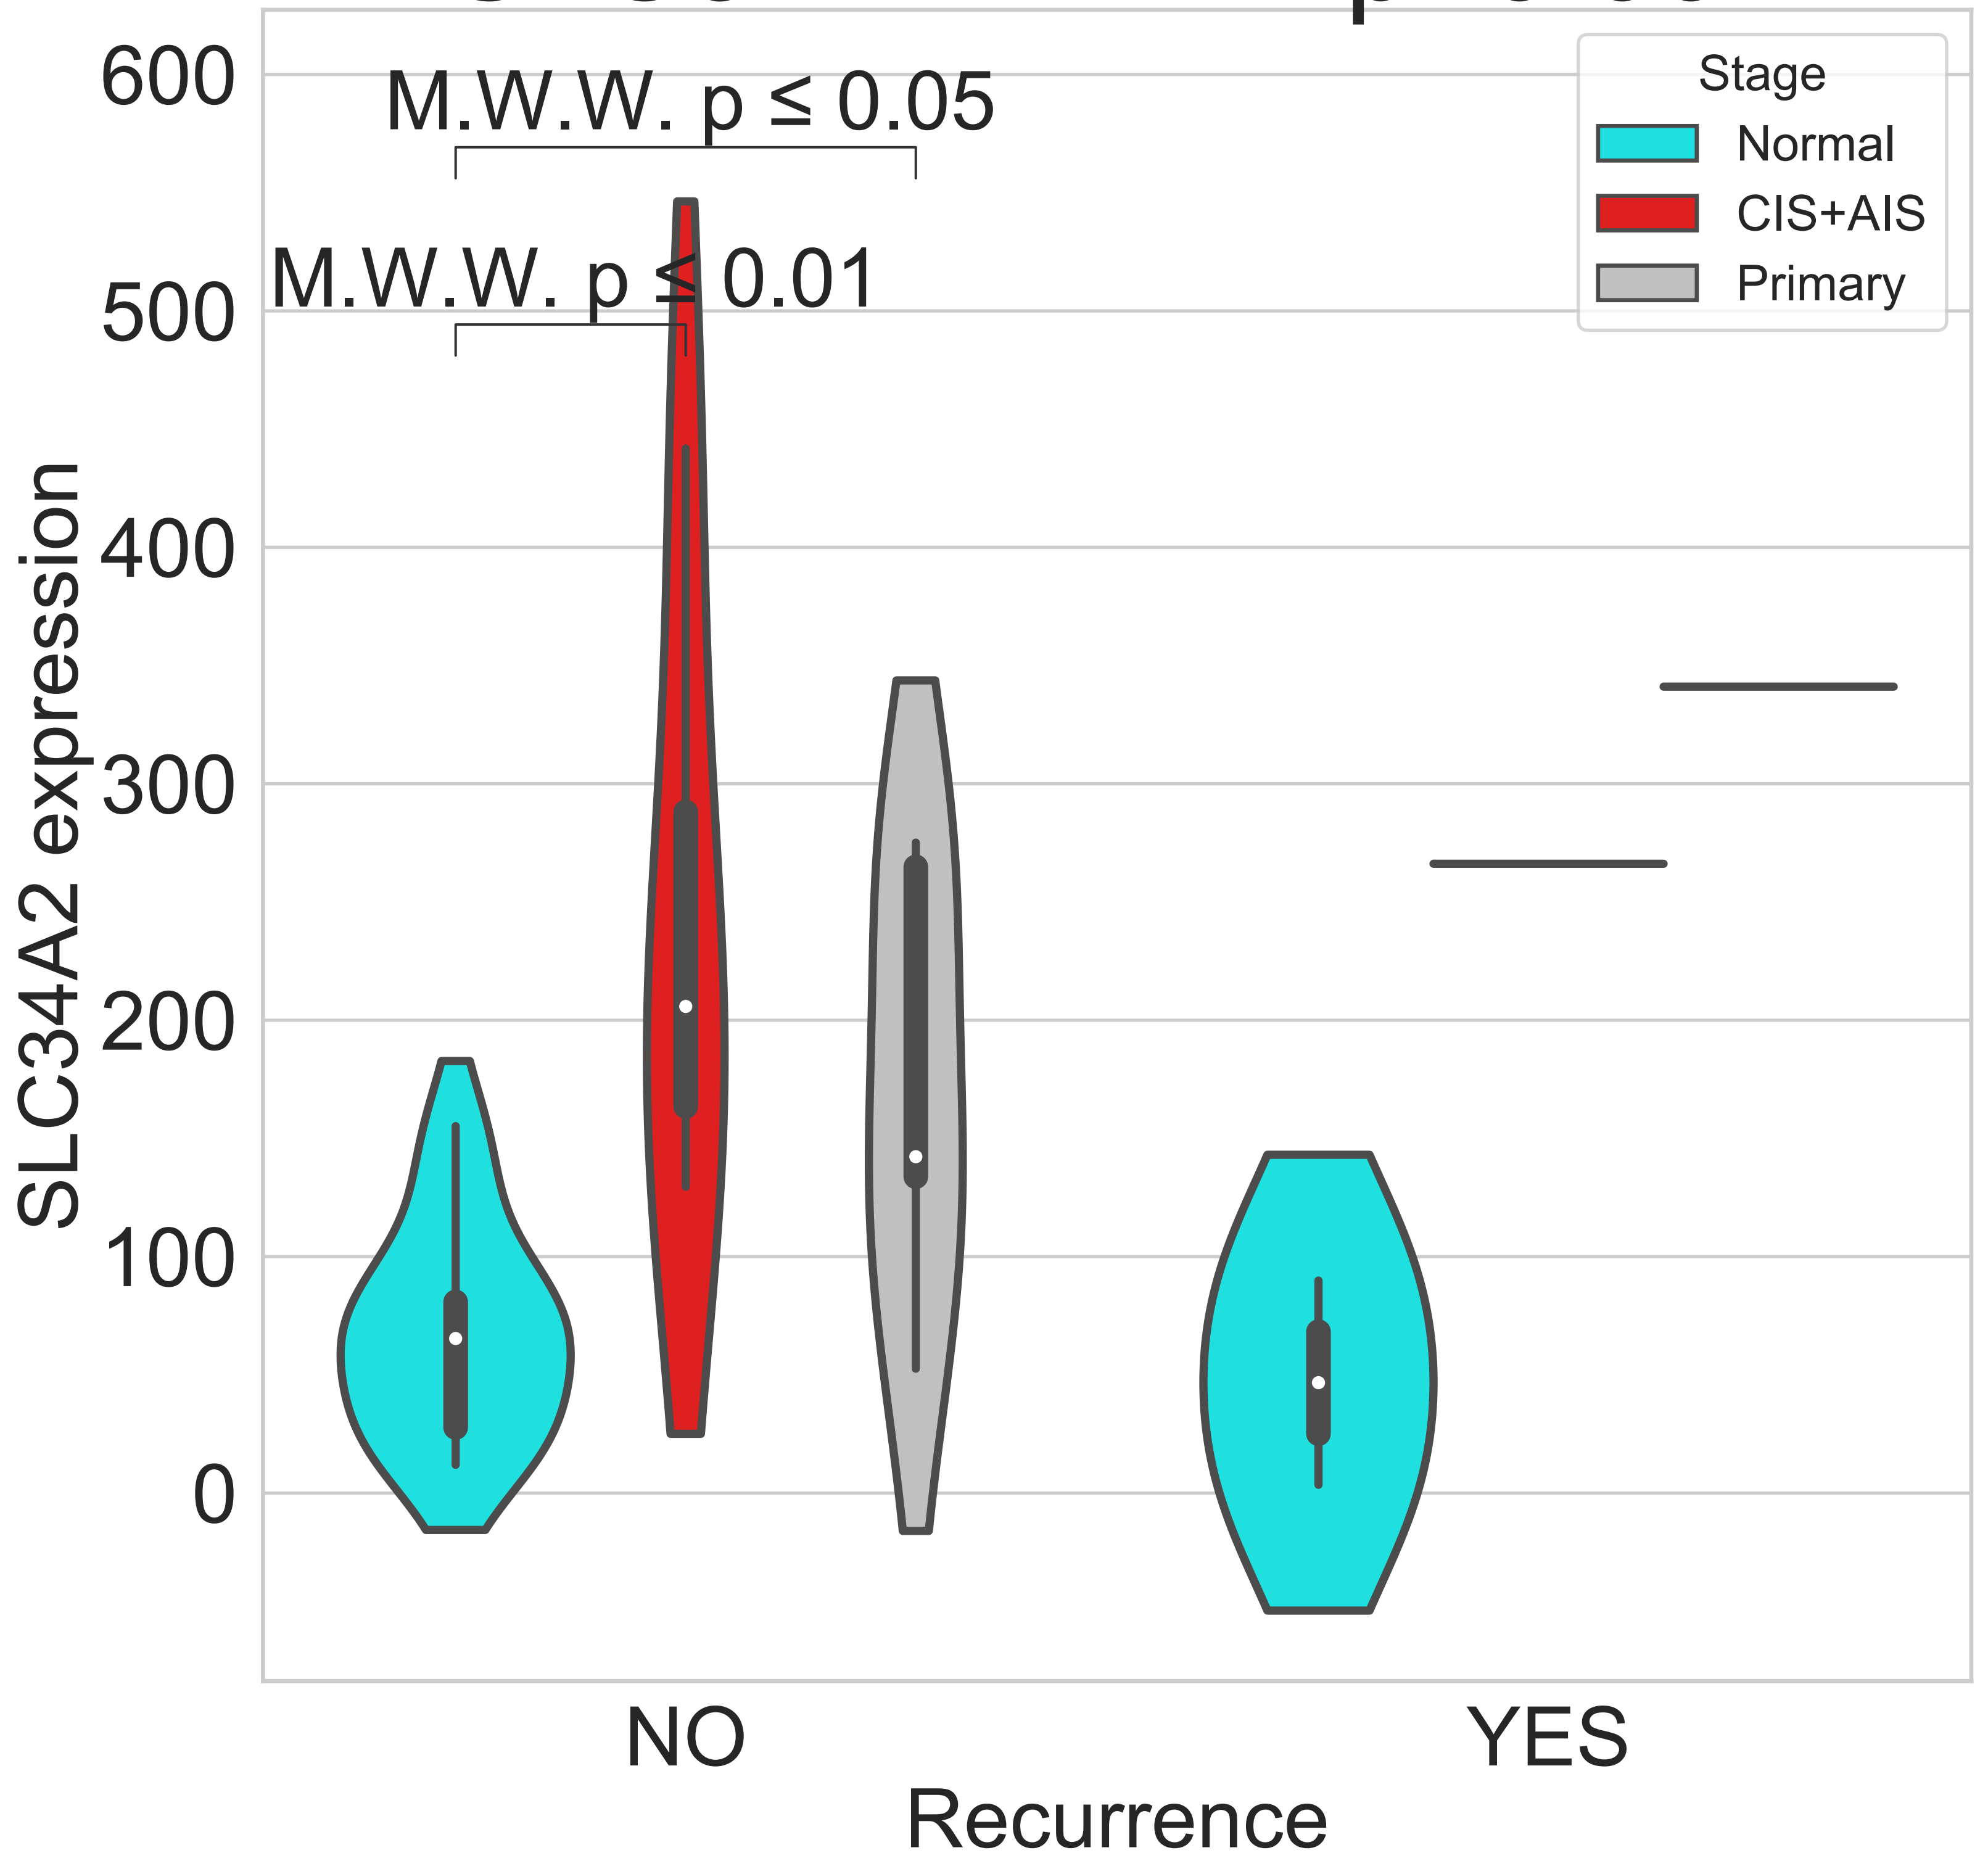 600
500
400
300
200
100
0
SLC34A2 expression
M.W.W. p ≤ 0.05
M.W.W. p ≤ 0.01
Stage
Normal
CIS+AIS
Primary
NO
YES
Recurrence